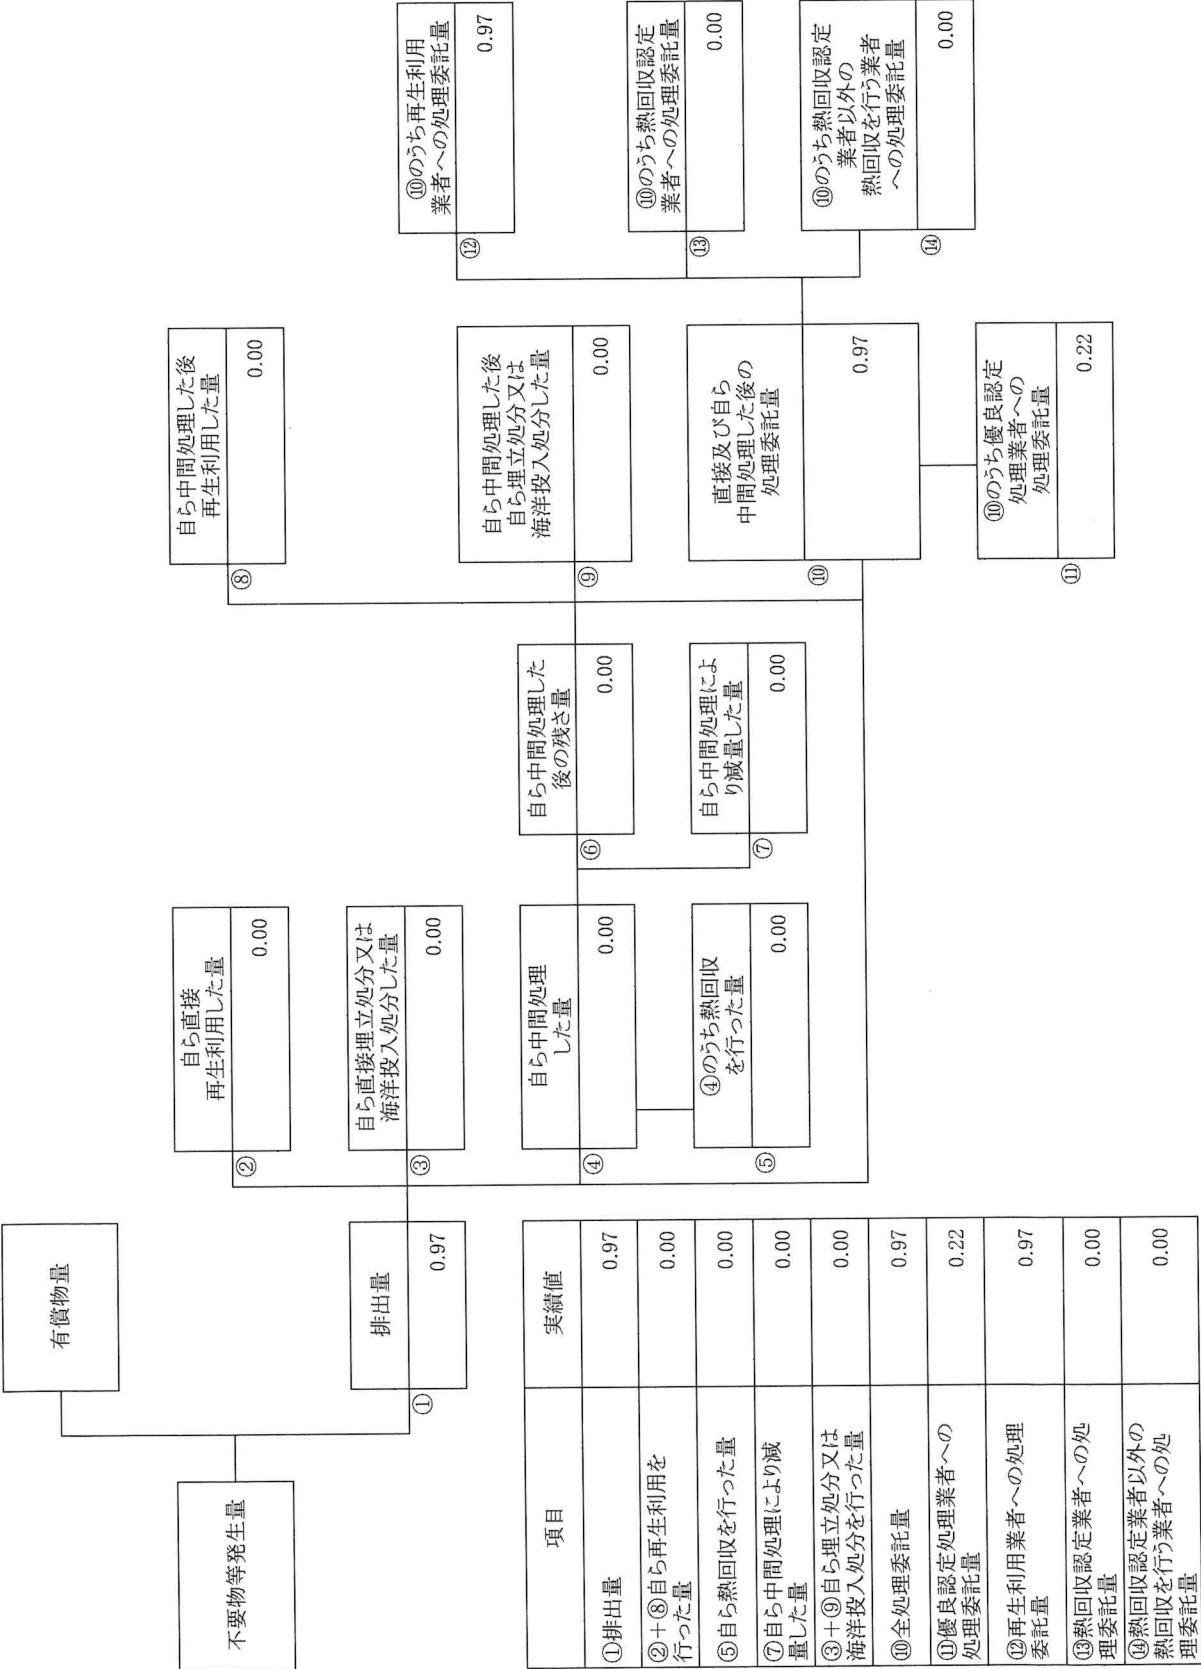 不要物等発生量
有償物量
①
排出量
0.97
②
自ら直接
再生利用した量
0.00
③
自ら直接埋立処分又は
海洋投入処分した量
0.00
④
自ら中間処理
した量
0.00
⑤
④のうち熱回収
を行った量
0.00
⑥
自ら中間処理した
後の残さ量
0.00
⑦
自ら中間処理によ
り減量した量
0.00
⑧
自ら中間処理した後
再生利用した量
0.00
⑨
自ら中間処理した後
自ら埋立処分又は
海洋投入処分した量
0.00
⑩
直接及び自ら
中間処理した後の
処理委託量
0.97
⑪
⑩のうち優良認定
処理業者への
処理委託量
0.22
⑫
⑩のうち再生利用
業者への処理委託量
0.97
⑬
⑩のうち熱回収認定
業者への処理委託量
0.00
⑭
⑩のうち熱回収認定
業者以外の
熱回収を行う業者
への処理委託量
0.00
項目 実績値
①排出量 0.97
②+⑧自ら再生利用を
行った量 0.00
⑤自ら熱回収を行った量 0.00
⑦自ら中間処理により減
量した量 0.00
③+⑨自ら埋立処分又は
海洋投入処分を行った量 0.00
⑩全処理委託量 0.97
⑪優良認定処理業者への
処理委託量 0.22
⑫再生利用業者への処理
委託量 0.97
⑬熱回収認定業者への処
理委託量 0.00
⑭熱回収認定業者以外の
熱回収を行う業者への処
理委託量 0.00